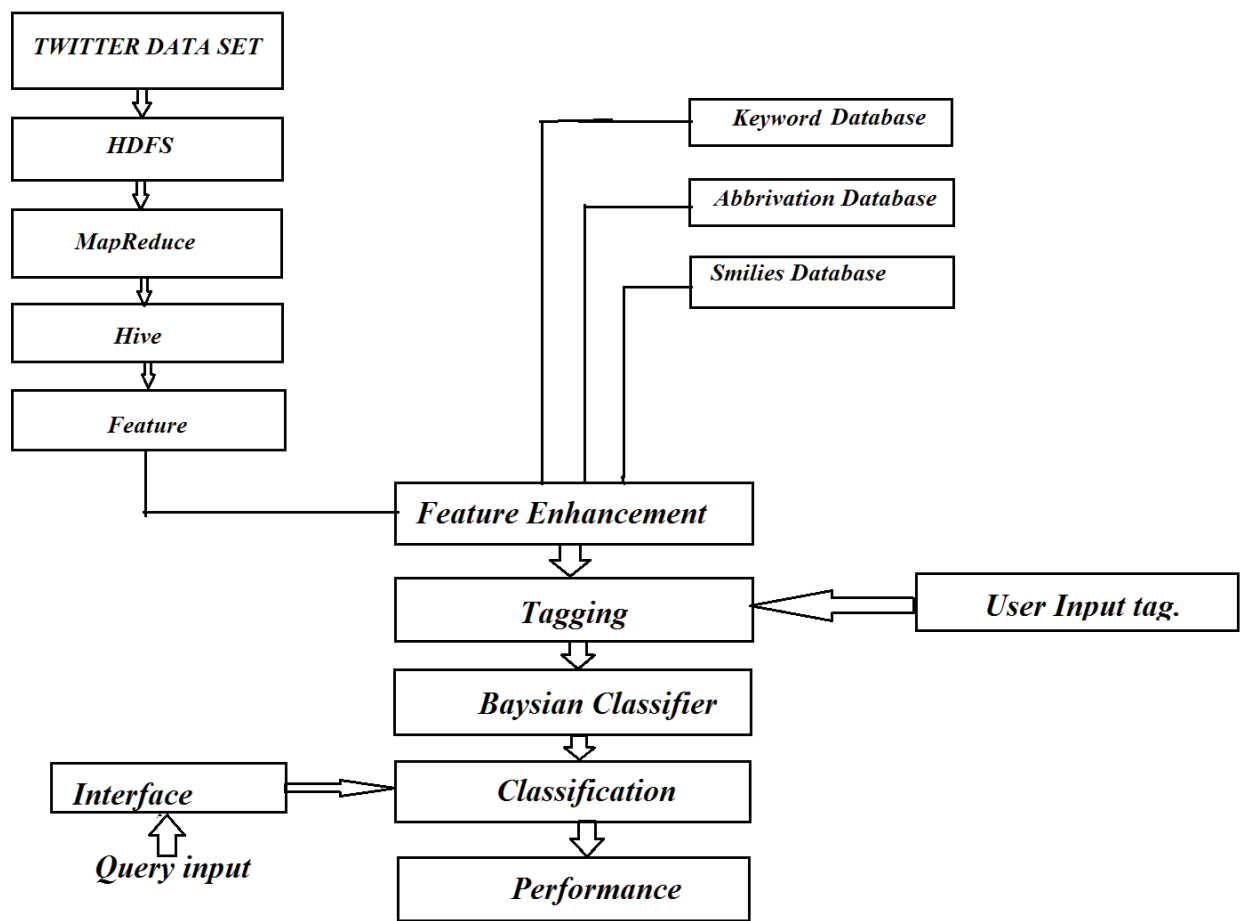 TWITTER DATA SET
HDFS
MapReduce
Hive
Feature
Keyword Database
Abbrivation Database
Smilies Database
Feature Enhancement
Tagging
User Input tag.
Baysian Classifier
Interface
Classification
Query input
Performance